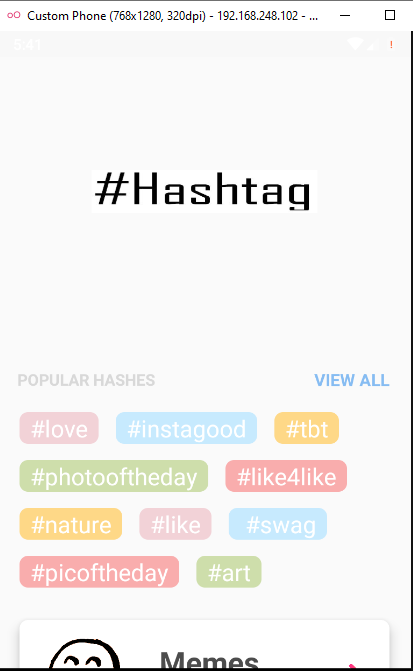 Custom Phone (768x1280, 320dpi) - 192.168.248.102 - ...
5:41
#Hashtag
POPULAR HASHES VIEW ALL
#love #instagood #tbt
#photooftheday #like4like
#nature #like #swag
#picoftheday #art
Memes